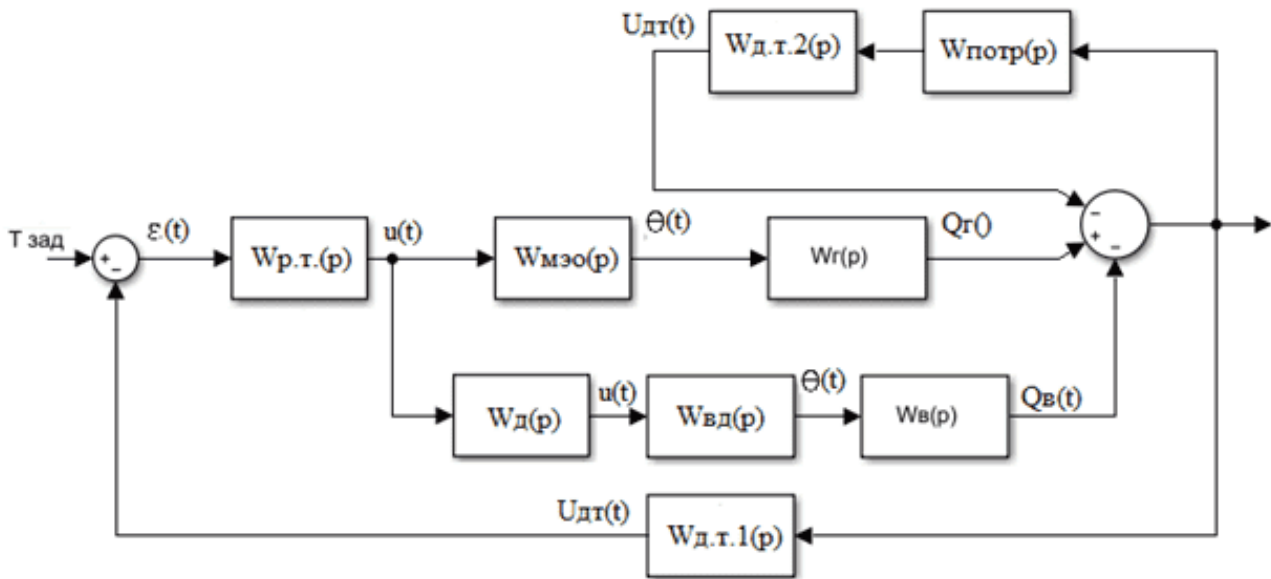 Uдт(t)
Wд.т.2(p)
Wпотр(p)
T зад
ε(t)
Wр.т.(p)
u(t)
Wмэо(p)
Θ(t)
Wг(p)
Qг()
+
-
-
+
-
Wд(p)
u(t)
Wвд(p)
Θ(t)
Wв(p)
Qв(t)
Uдт(t)
Wд.т.1(p)